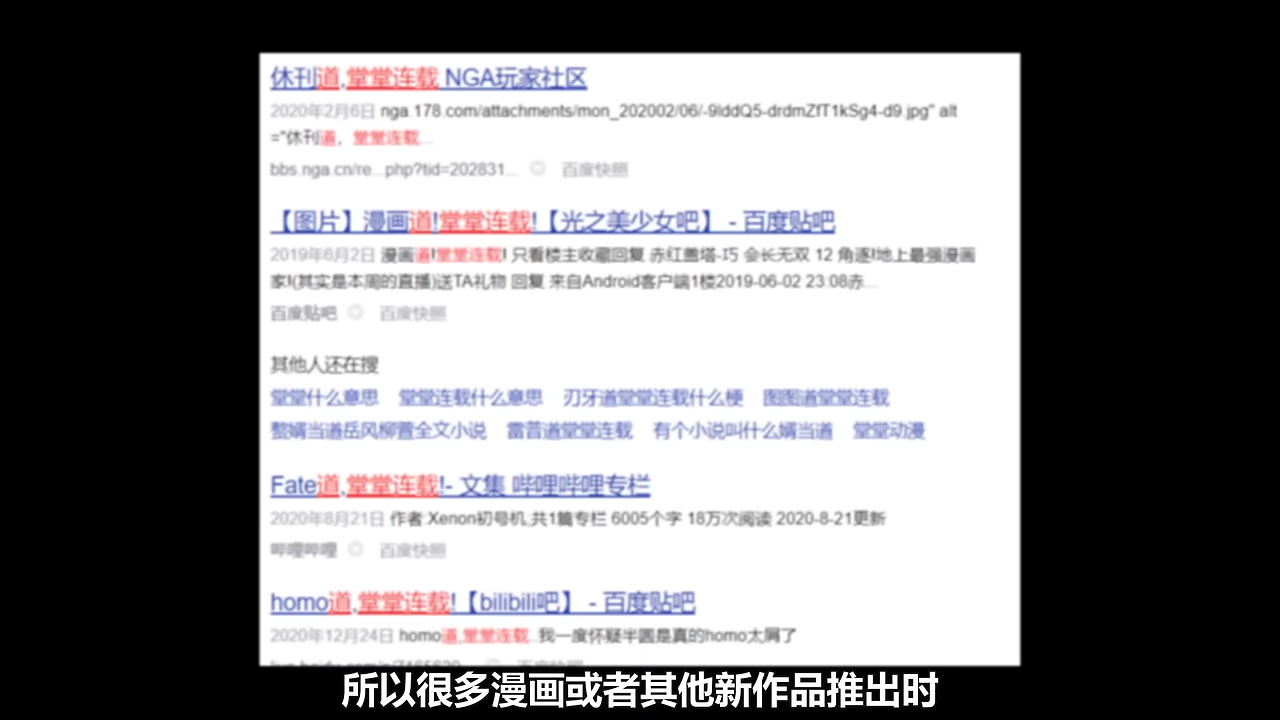 休刊道,堂堂连载 NGA玩家社区
2020年2月6日 nga.178.com/attachments/mon_202002/06/-9lddQ5-drdmZfT1kSg4-d9.jpg" alt
="休刊道，堂堂连载...
bbs.nga.cn/re...php?tid=202831... 百度快照
【图片】漫画道!堂堂连载!【光之美少女吧】 - 百度贴吧
2019年6月2日 漫画道!堂堂连载! 只看楼主收藏回复 赤红盖塔-巧 会长无双 12 角逐!地上最强漫画
家!(其实是本周的直播)送TA礼物 回复 来自Android客户端1楼2019-06-02 23:08赤...
百度贴吧 百度快照
其他人还在搜
堂堂什么意思 堂堂连载什么意思 刃牙道堂堂连载什么梗 图图道堂堂连载
赘婿当道岳风柳萱全文小说 雷普道堂堂连载 有个小说叫什么婿当道 堂堂动漫
Fate道,堂堂连载!- 文集 哔哩哔哩专栏
2020年8月21日 作者:Xenon初号机,共1篇专栏 6005个字 18万次阅读 2020-8-21更新
哔哩哔哩 百度快照
homo道,堂堂连载!【bilibili吧】 - 百度贴吧
2020年12月24日 homo道,堂堂连载..我一度怀疑半圆是真的homo太屑了
所以很多漫画或者其他新作品推出时